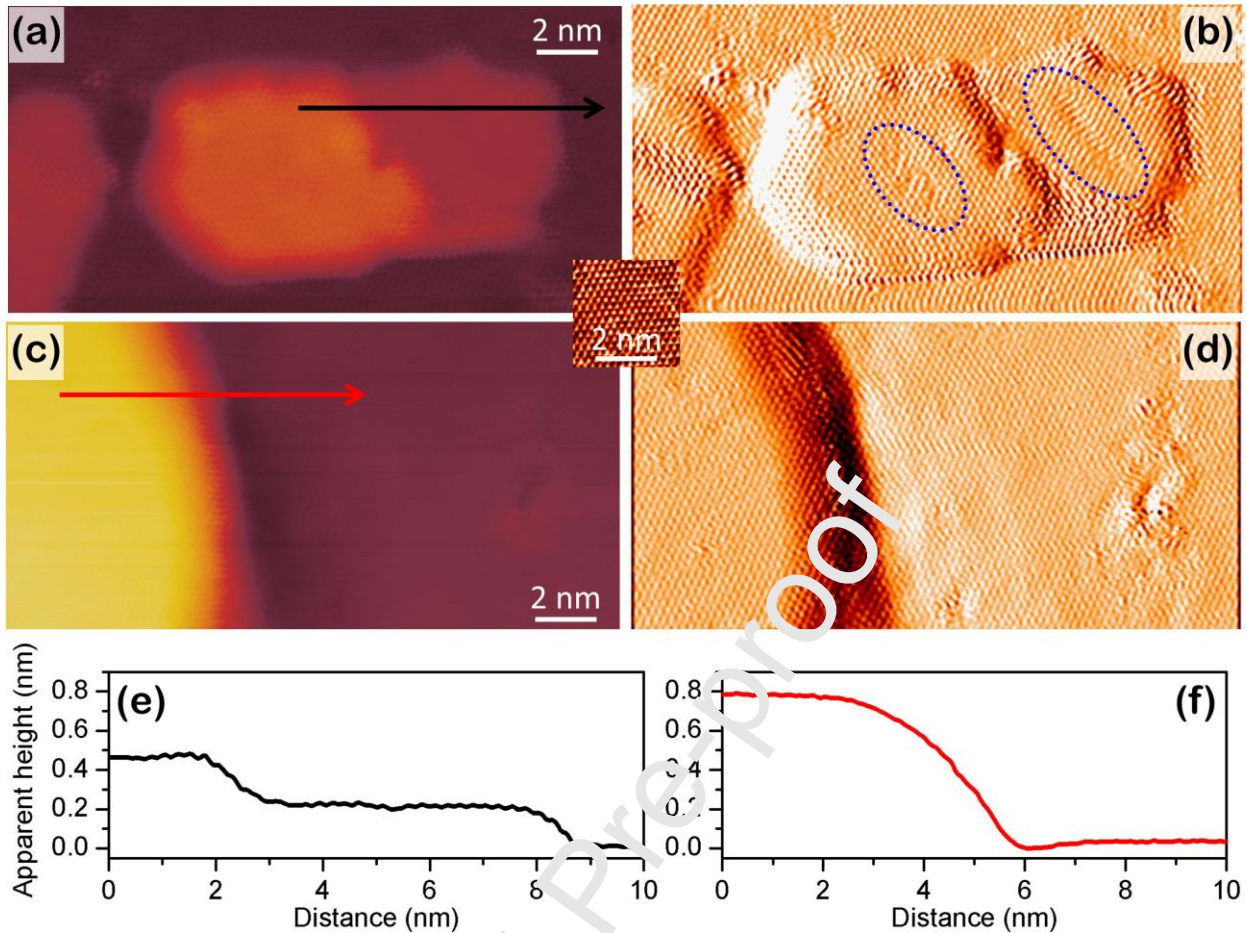 (a)
2 nm
(b)
2 nm
(c)
2 nm
(d)
Pre-proof
Apparent height (nm)
0.8
0.6
0.4
0.2
0.0
(e)
0 2 4 6 8 10
Distance (nm)
0.8
0.6
0.4
0.2
0.0
(f)
0 2 4 6 8 10
Distance (nm)